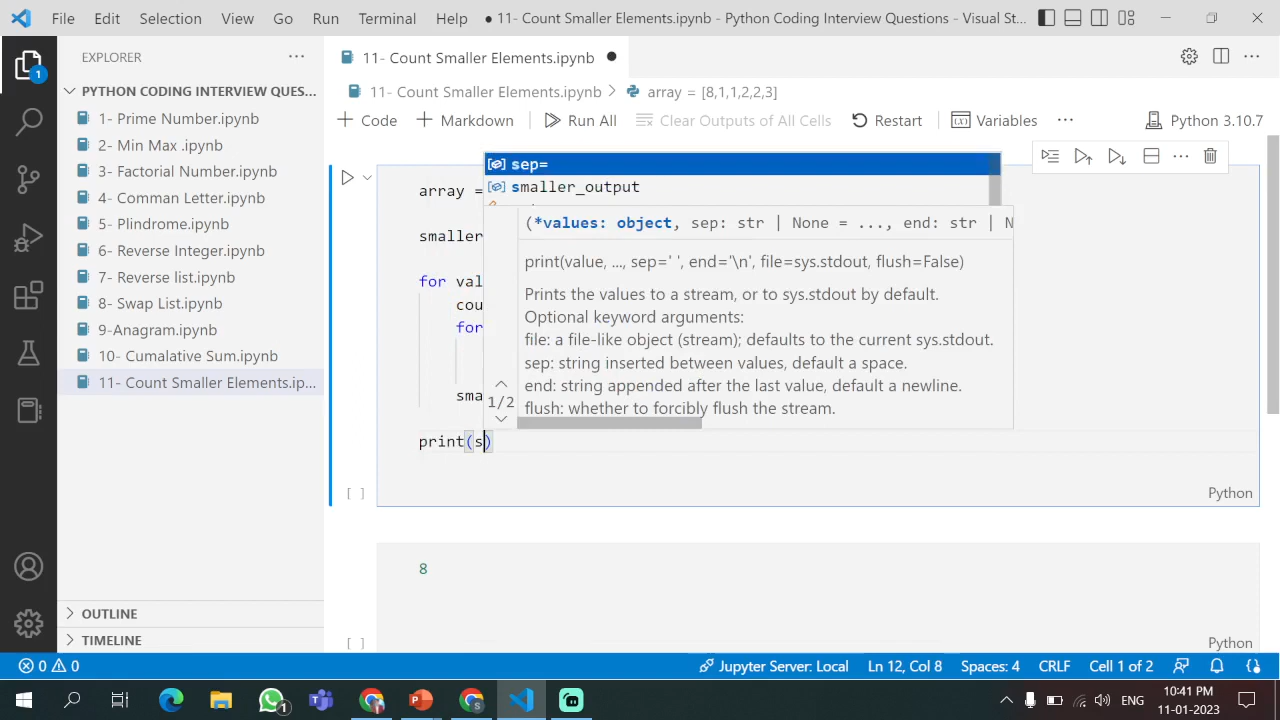 File Edit Selection View Go Run Terminal Help ● 11- Count Smaller Elements.ipynb - Python Coding Interview Questions - Visual St...
EXPLORER
PYTHON CODING INTERVIEW QUES...
1- Prime Number.ipynb
2- Min Max .ipynb
3- Factorial Number.ipynb
4- Comman Letter.ipynb
5- Plindrome.ipynb
6- Reverse Integer.ipynb
7- Reverse list.ipynb
8- Swap List.ipynb
9-Anagram.ipynb
10- Cumalative Sum.ipynb
11- Count Smaller Elements.ip...
OUTLINE
TIMELINE
1
11- Count Smaller Elements.ipynb
11- Count Smaller Elements.ipynb > array = [8,1,1,2,2,3]
+ Code + Markdown Run All Clear Outputs of All Cells Restart Variables ... Python 3.10.7
array =
smaller
for val
cou
for
sma
print(s)
sep=
smaller_output
(*values: object, sep: str | None = ..., end: str | N
print(value, ..., sep=' ', end='\n', file=sys.stdout, flush=False)
Prints the values to a stream, or to sys.stdout by default.
Optional keyword arguments:
file: a file-like object (stream); defaults to the current sys.stdout.
sep: string inserted between values, default a space.
end: string appended after the last value, default a newline.
flush: whether to forcibly flush the stream.
1/2
[ ] Python
8
[ ] Python
0 0 Jupyter Server: Local Ln 12, Col 8 Spaces: 4 CRLF Cell 1 of 2
1 ENG 10:41 PM
11-01-2023